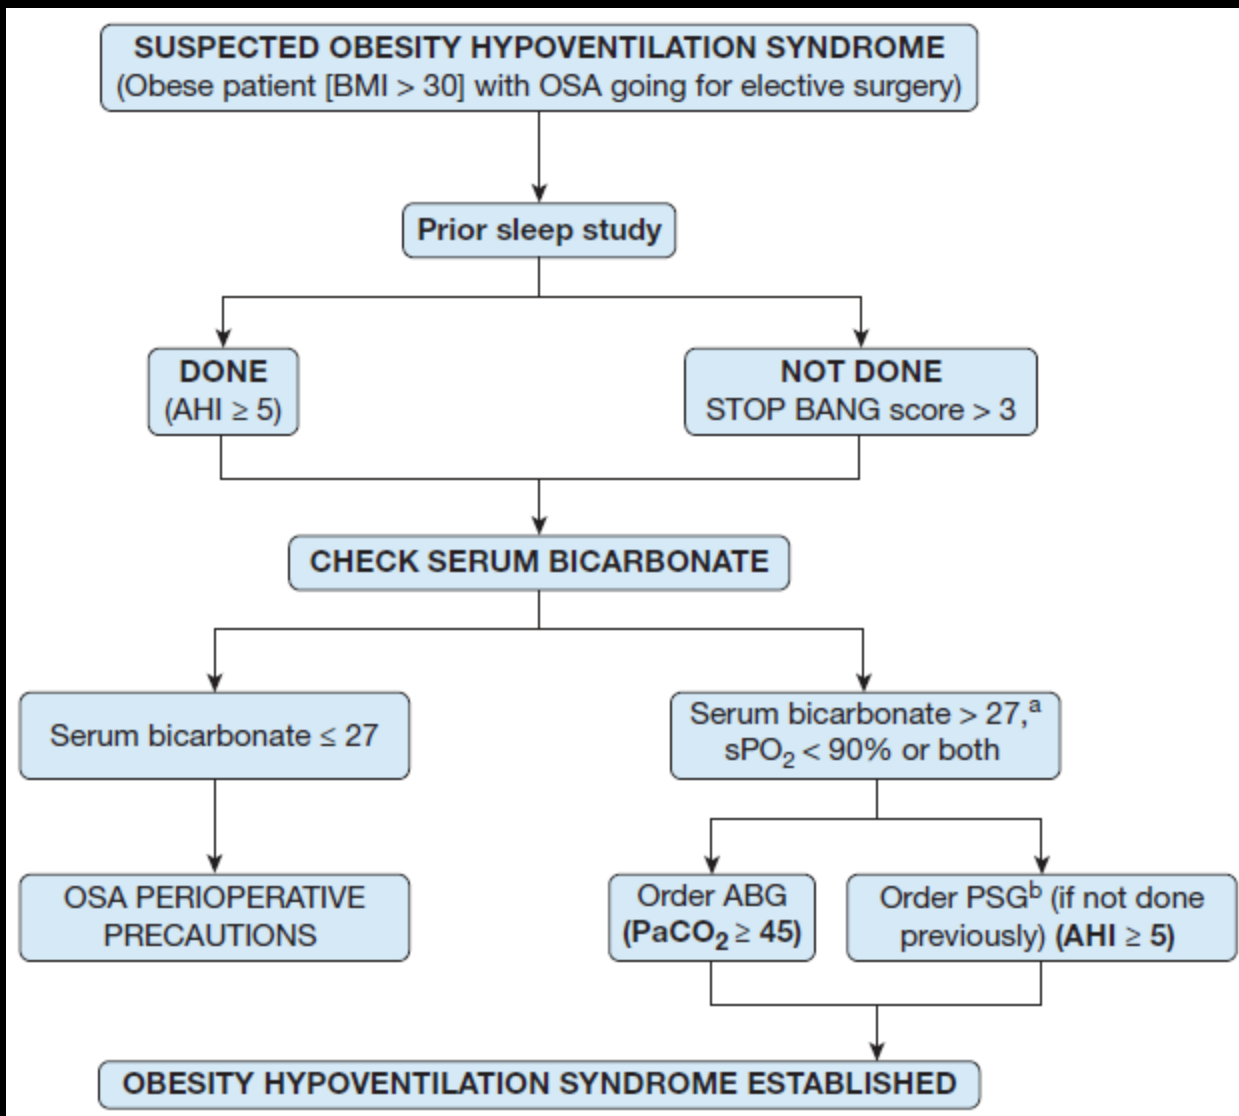 SUSPECTED OBESITY HYPOVENTILATION SYNDROME
(Obese patient [BMI > 30] with OSA going for elective surgery)
Prior sleep study
DONE
(AHI ≥ 5)
NOT DONE
STOP BANG score > 3
CHECK SERUM BICARBONATE
Serum bicarbonate ≤ 27
Serum bicarbonate > 27,ᵃ
sPO₂ < 90% or both
OSA PERIOPERATIVE
PRECAUTIONS
Order ABG
(PaCO₂ ≥ 45)
Order PSGᵇ (if not done
previously) (AHI ≥ 5)
OBESITY HYPOVENTILATION SYNDROME ESTABLISHED